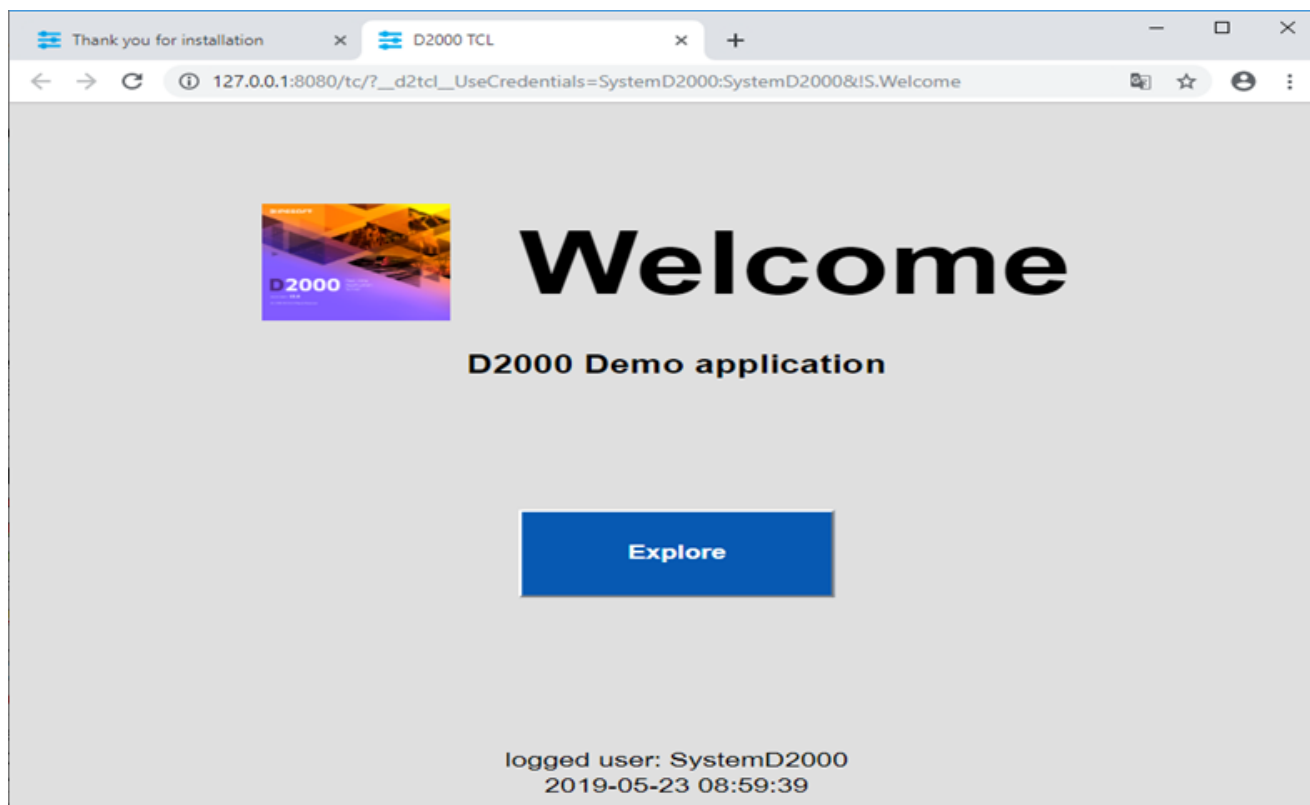 Thank you for installation
D2000 TCL
127.0.0.1:8080/tc/?__d2tcl__UseCredentials=SystemD2000:SystemD2000&!S.Welcome
D2000
Welcome
D2000 Demo application
Explore
logged user: SystemD2000
2019-05-23 08:59:39